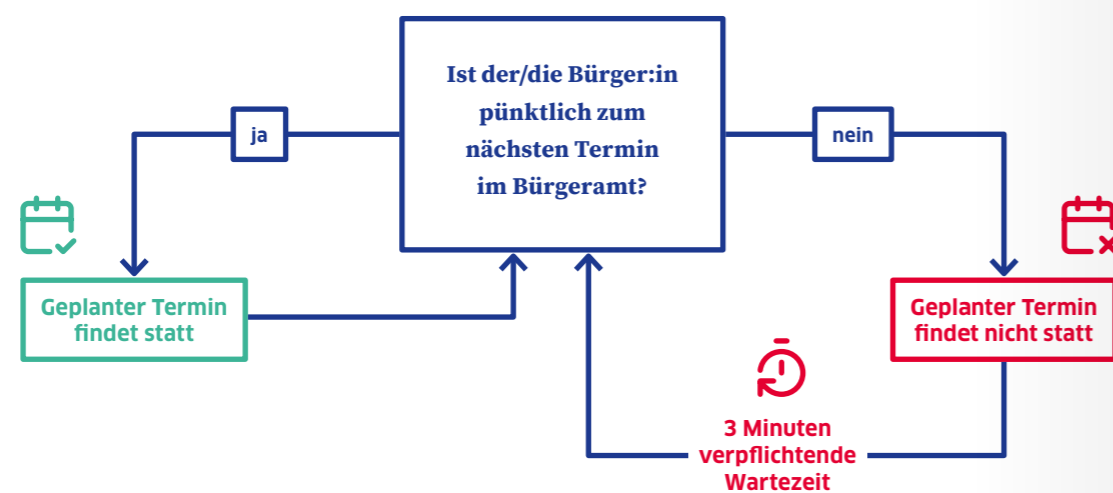 Ist der/die Bürger:in
pünktlich zum
nächsten Termin
im Bürgeramt?
ja
nein
Geplanter Termin
findet statt
Geplanter Termin
findet nicht statt
3 Minuten
verpflichtende
Wartezeit